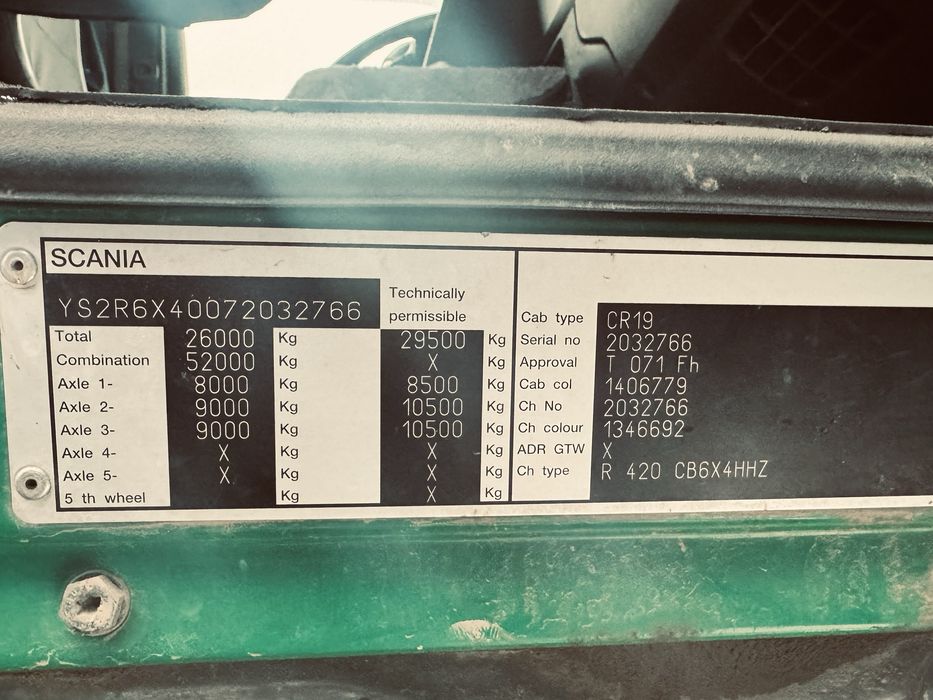 SCANIA
YS2R6X40072032766
Technically
permissible
Total 26000 Kg 29500 Kg
Combination 52000 Kg X Kg
Axle 1- 8000 Kg 8500 Kg
Axle 2- 9000 Kg 10500 Kg
Axle 3- 9000 Kg 10500 Kg
Axle 4- X Kg X Kg
Axle 5- X Kg X Kg
5 th wheel Kg X Kg
Cab type CR19
Serial no 2032766
Approval T 071 Fh
Cab col 1406779
Ch No 2032766
Ch colour 1346692
ADR GTW X
Ch type R 420 CB6X4HHZ